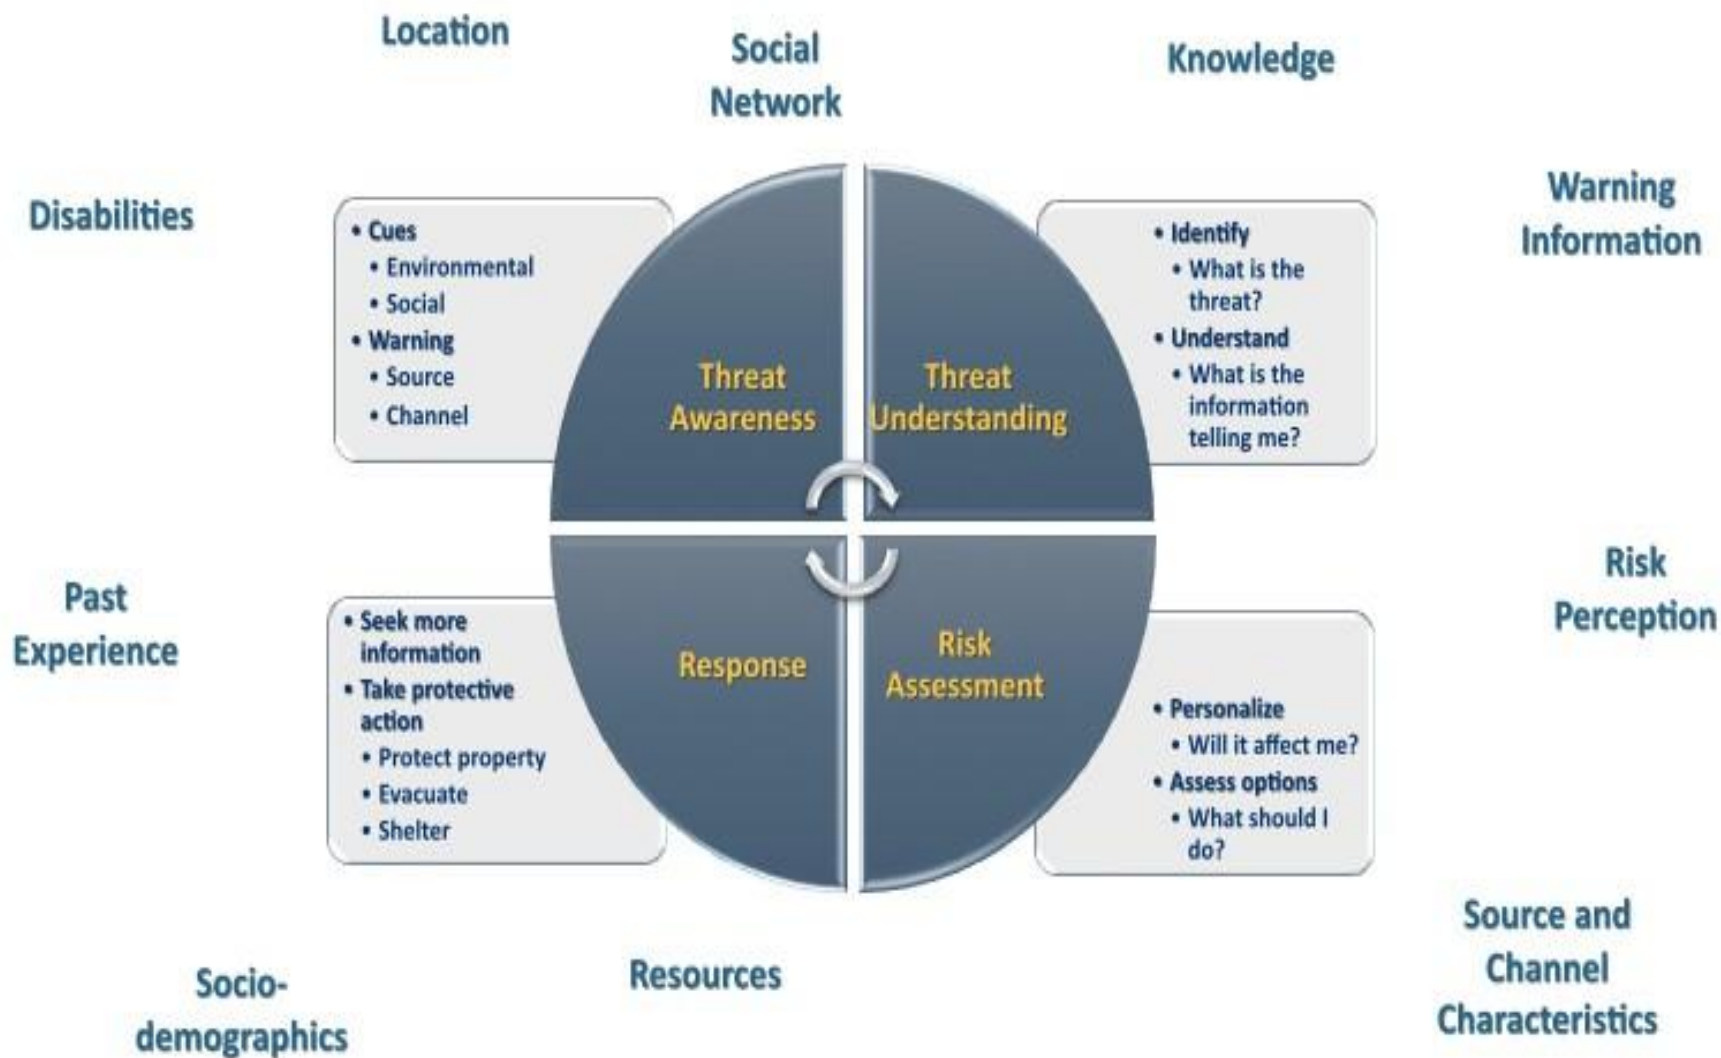 Location
Social
Network
Knowledge
Disabilities
Warning
Information
• Cues
• Environmental
• Social
• Warning
• Source
• Channel
Threat
Awareness
Threat
Understanding
• Identify
• What is the
threat?
• Understand
• What is the
information
telling me?
Past
Experience
Risk
Perception
• Seek more
information
• Take protective
action
• Protect property
• Evacuate
• Shelter
Response
Risk
Assessment
• Personalize
• Will it affect me?
• Assess options
• What should I
do?
Socio-
demographics
Resources
Source and
Channel
Characteristics